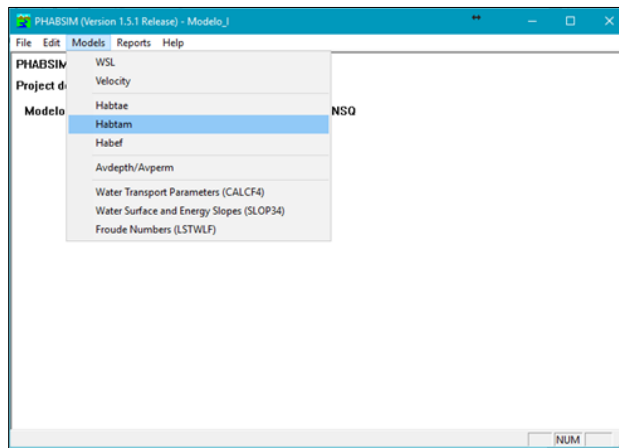 PHABSIM (Version 1.5.1 Release) - Modelo_I
File Edit Models Reports Help
PHABSIM
Project d
Modelo
NSQ
WSL
Velocity
Habtae
Habtam
Habef
Avdepth/Avperm
Water Transport Parameters (CALCF4)
Water Surface and Energy Slopes (SLOP34)
Froude Numbers (LSTWLF)
NUM